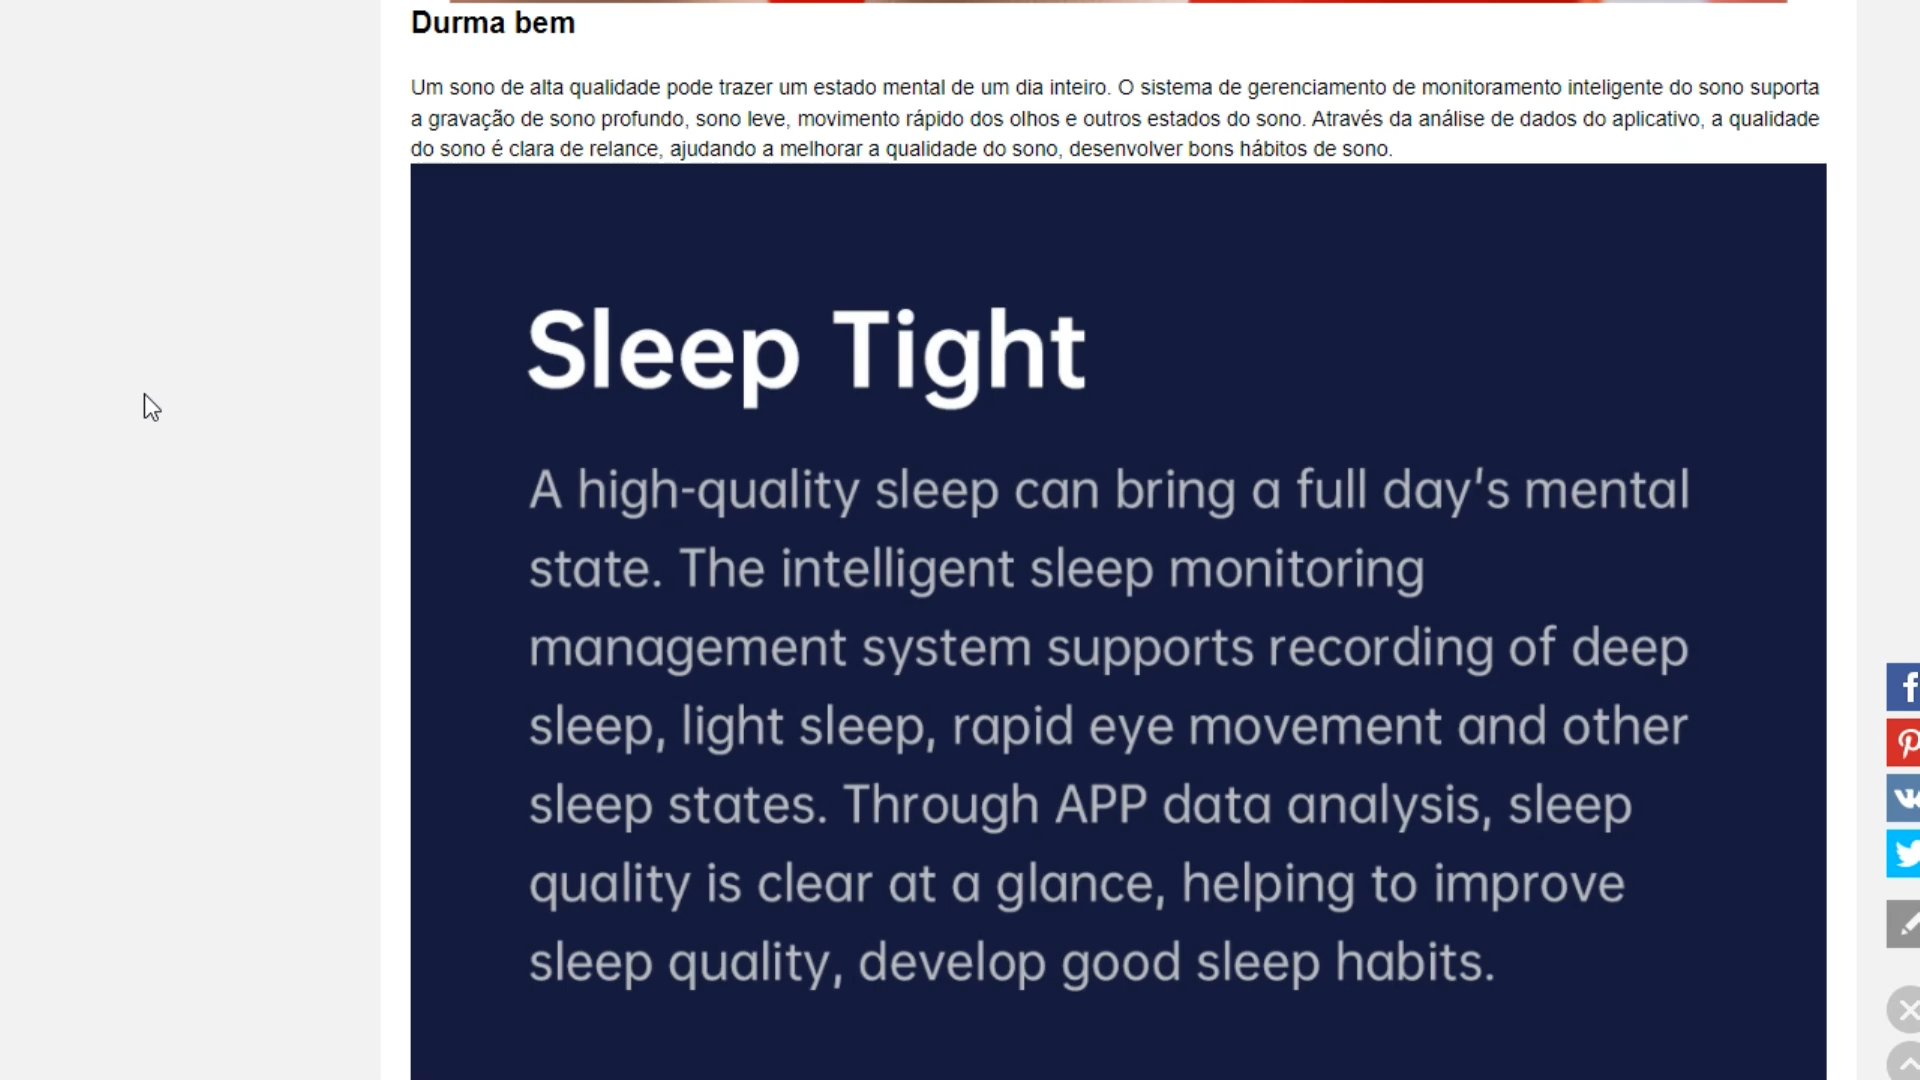 Durma bem
Um sono de alta qualidade pode trazer um estado mental de um dia inteiro. O sistema de gerenciamento de monitoramento inteligente do sono suporta
a gravação de sono profundo, sono leve, movimento rápido dos olhos e outros estados do sono. Através da análise de dados do aplicativo, a qualidade
do sono é clara de relance, ajudando a melhorar a qualidade do sono, desenvolver bons hábitos de sono.
Sleep Tight
A high-quality sleep can bring a full day's mental
state. The intelligent sleep monitoring
management system supports recording of deep
sleep, light sleep, rapid eye movement and other
sleep states. Through APP data analysis, sleep
quality is clear at a glance, helping to improve
sleep quality, develop good sleep habits.